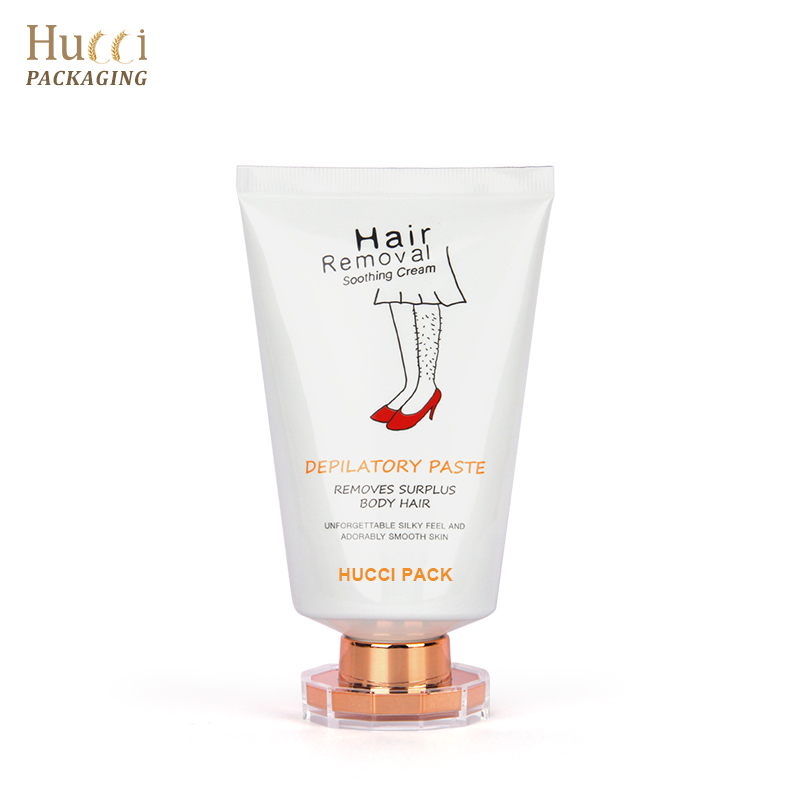 Hucci
PACKAGING
Hair
Removal
Soothing Cream
DEPILATORY PASTE
REMOVES SURPLUS
BODY HAIR
UNFORGETTABLE SILKY FEEL AND
ADORABLY SMOOTH SKIN
HUCCI PACK